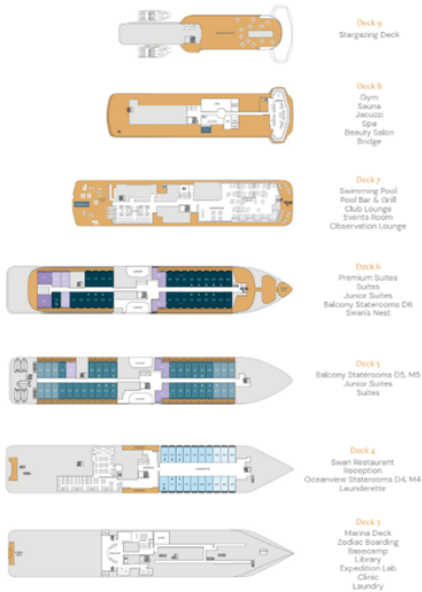 Deck 9
Stargazing Deck
Deck 8
Gym
Sauna
Jacuzzi
Spa
Beauty Salon
Bridge
Deck 7
Swimming Pool
Pool Bar & Grill
Club Lounge
Events Room
Observation Lounge
Deck 6
Premium Suites
Suites
Junior Suites
Balcony Staterooms D6
Swan's Nest
Deck 5
Balcony Staterooms D5, M5
Junior Suites
Suites
Deck 4
Swan Restaurant
Reception
Oceanview Staterooms D4, M4
Launderette
Deck 3
Marina Deck
Zodiac Boarding
Basecamp
Library
Expedition Lab
Clinic
Laundry